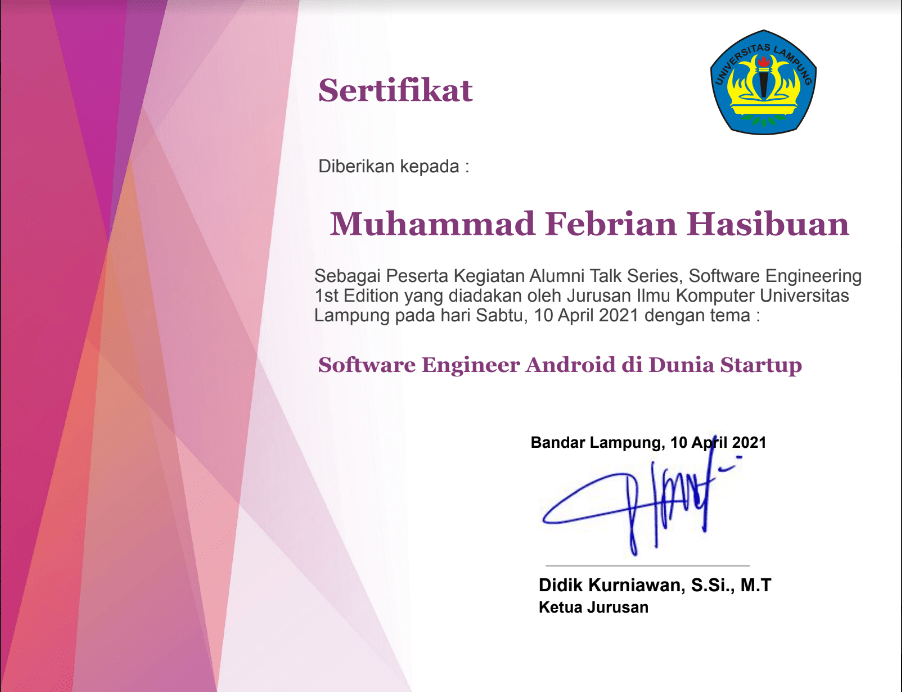 UNIVERSITAS LAMPUNG
Sertifikat
Diberikan kepada :
Muhammad Febrian Hasibuan
Sebagai Peserta Kegiatan Alumni Talk Series, Software Engineering
1st Edition yang diadakan oleh Jurusan Ilmu Komputer Universitas
Lampung pada hari Sabtu, 10 April 2021 dengan tema :
Software Engineer Android di Dunia Startup
Bandar Lampung, 10 April 2021
Didik Kurniawan, S.Si., M.T
Ketua Jurusan